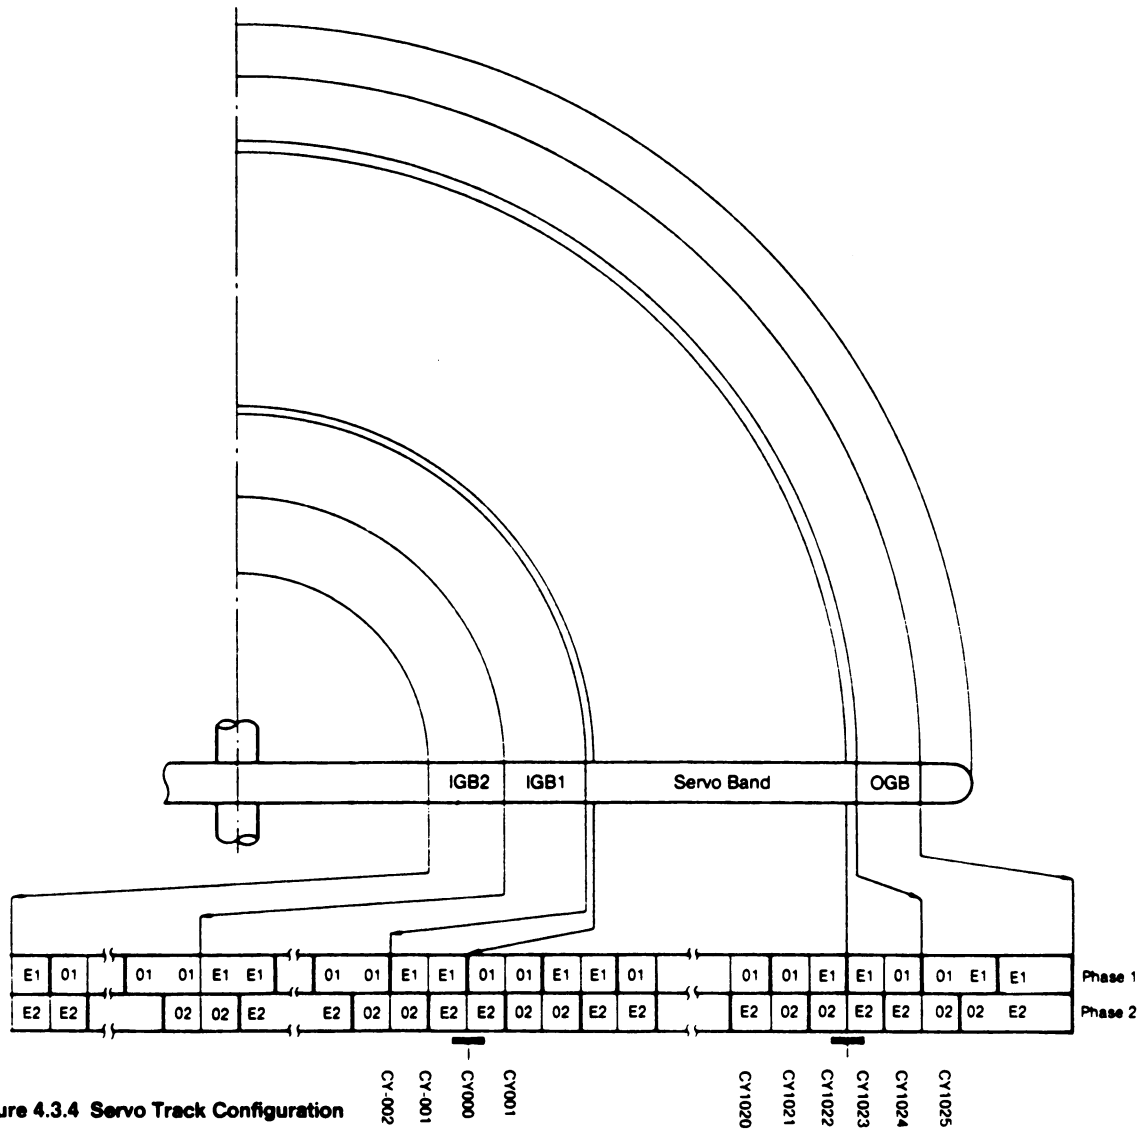 IGB2 IGB1 Servo Band OGB
E1 01 01 01 E1 E1 01 01 E1 E1 01 01 E1 E1 01 01 01 E1 E1 01 01 E1 E1 Phase 1
E2 E2 02 02 E2 E2 02 02 E2 E2 02 02 E2 E2 E2 02 02 E2 E2 02 02 E2 Phase 2
CY-002 CY-001 CY000 CY001 CY1020 CY1021 CY1022 CY1023 CY1024 CY1025
ure 4.3.4 Servo Track Configuration